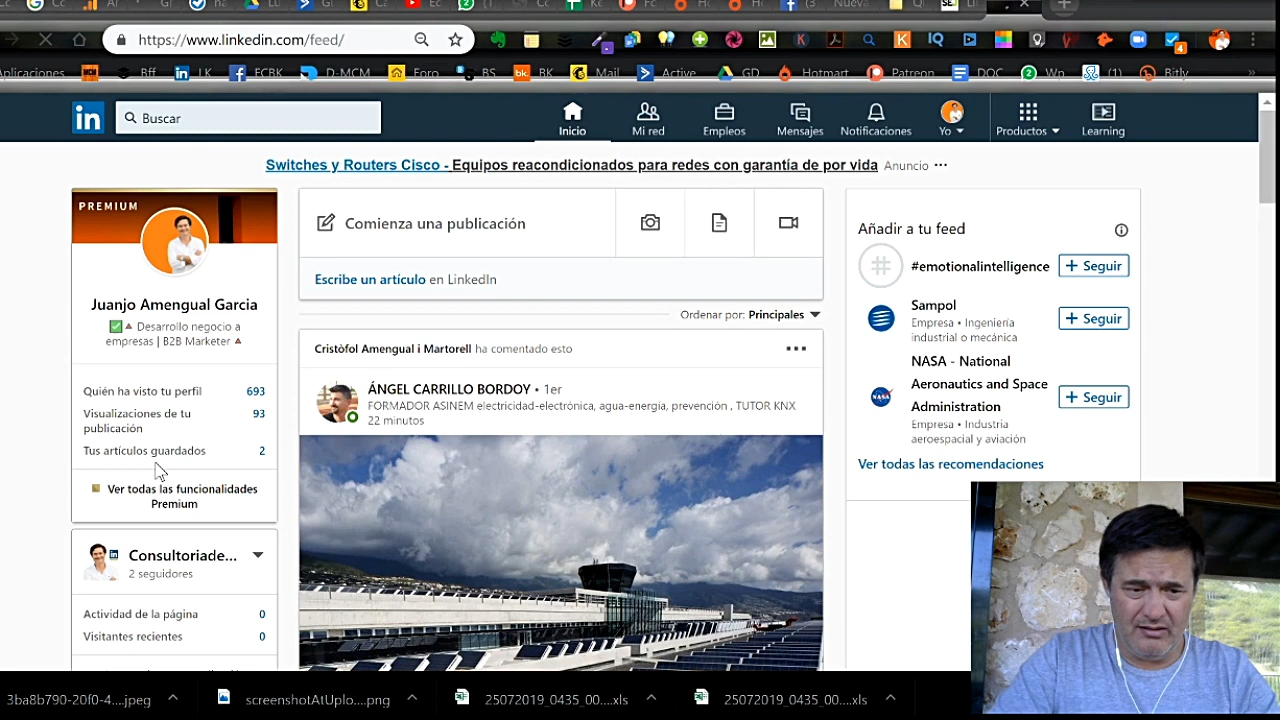 https://www.linkedin.com/feed/
Aplicaciones Bff LK FCBK D-MCM Foro BS BK Mail Active GD Hotmart Patreon DOC Wp (1) Bitly
in Buscar Inicio Mi red Empleos Mensajes Notificaciones Yo Productos Learning
Switches y Routers Cisco - Equipos reacondicionados para redes con garantía de por vida Anuncio
PREMIUM
Juanjo Amengual Garcia
Desarrollo negocio a
empresas | B2B Marketer
Quién ha visto tu perfil 693
Visualizaciones de tu
publicación 93
Tus artículos guardados 2
Ver todas las funcionalidades
Premium
Consultoriade...
2 seguidores
Actividad de la página 0
Visitantes recientes 0
Comienza una publicación
Escribe un artículo en LinkedIn
Ordenar por: Principales
Cristòfol Amengual i Martorell ha comentado esto
ÁNGEL CARRILLO BORDOY • 1er
FORMADOR ASINEM electricidad-electrónica, agua-energía, prevención , TUTOR KNX
22 minutos
Añadir a tu feed
#emotionalintelligence + Seguir
Sampol + Seguir
Empresa • Ingeniería
industrial o mecánica
NASA - National
Aeronautics and Space
Administration + Seguir
Empresa • Industria
aeroespacial y aviación
Ver todas las recomendaciones
3ba8b790-20f0-4....jpeg screenshotAtUplo....png 25072019_0435_00....xls 25072019_0435_00....xls